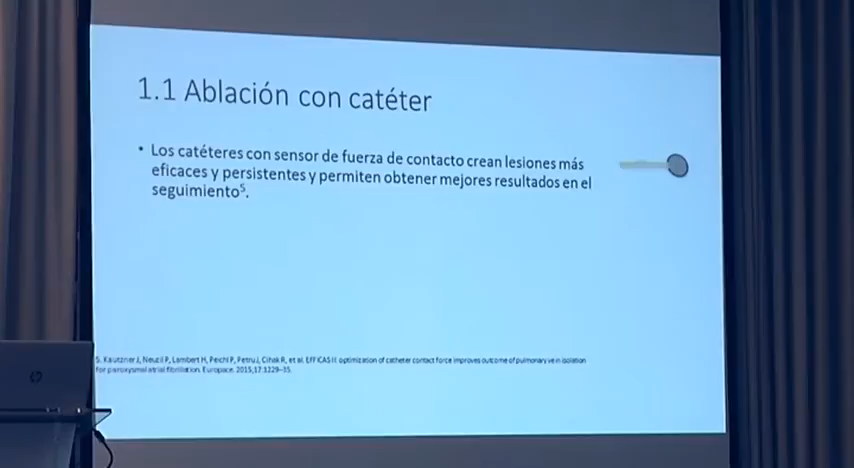 1.1 Ablación con catéter
• Los catéteres con sensor de fuerza de contacto crean lesiones más
eficaces y persistentes y permiten obtener mejores resultados en el
seguimiento⁵.
5. Kautzner J, Neuzil P, Lambert H, Peichl P, Petru J, Cihak R, et al. EFFICAS II: optimization of catheter contact force improves outcome of pulmonary vein isolation
for paroxysmal atrial fibrillation. Europace. 2015;17:1229–35.
hp